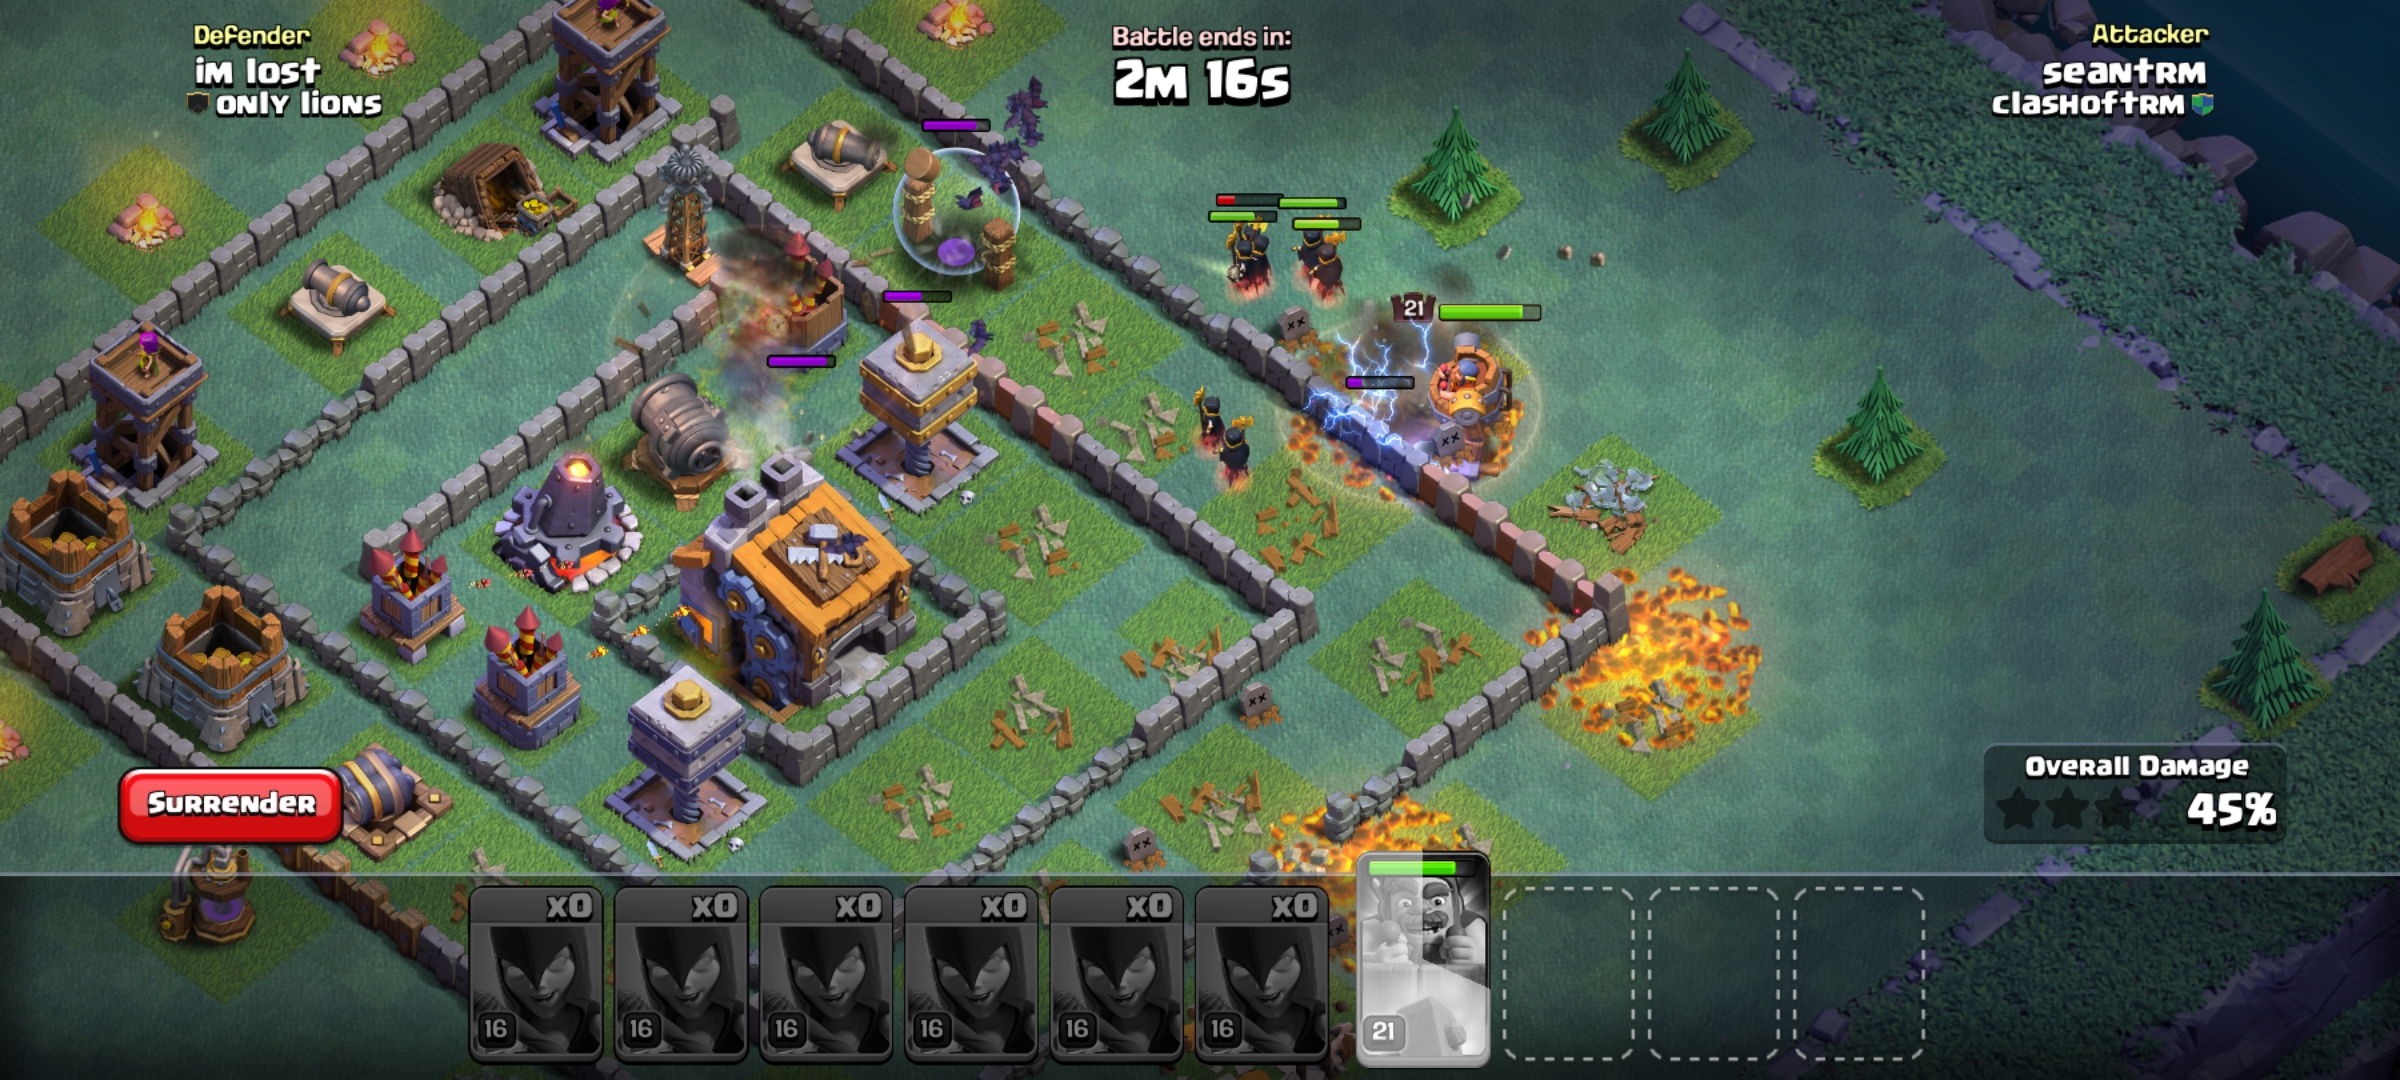 Defender
im lost
only lions
Battle ends in:
2M 16s
Attacker
seantrm
clashoftrm
21
Overall Damage
45%
Surrender
x0
x0
x0
x0
x0
x0
16
16
16
16
16
16
21